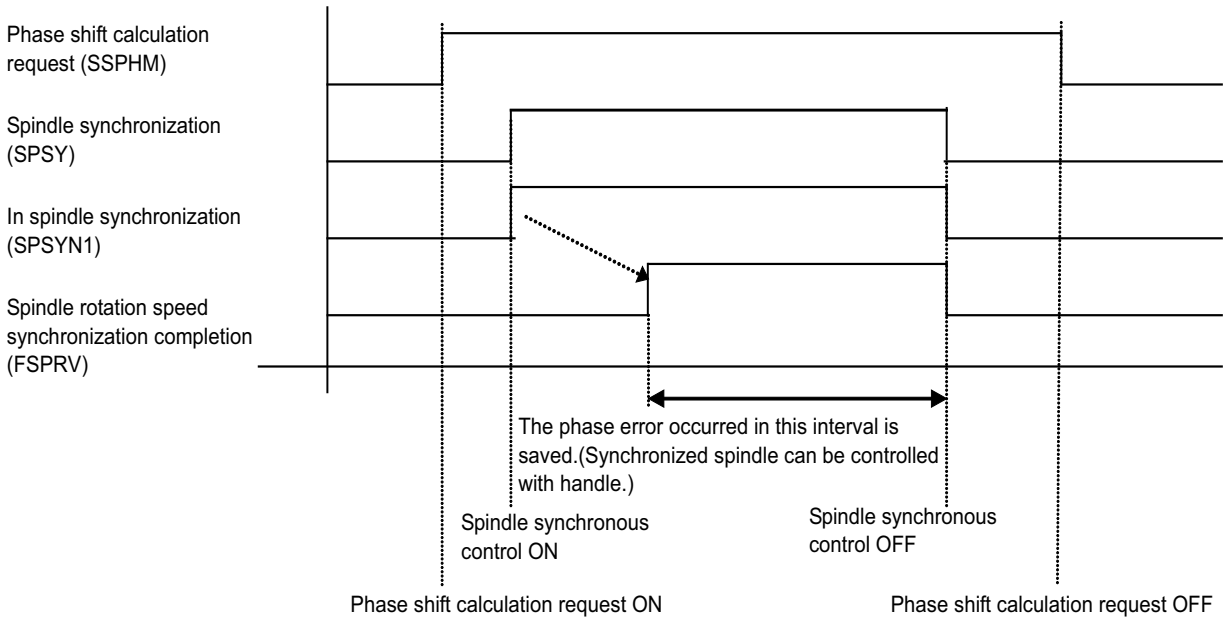 Phase shift calculation
request (SSPHM)
Spindle synchronization
(SPSY)
In spindle synchronization
(SPSYN1)
Spindle rotation speed
synchronization completion
(FSPRV)
The phase error occurred in this interval is
saved.(Synchronized spindle can be controlled
with handle.)
Spindle synchronous
control ON
Spindle synchronous
control OFF
Phase shift calculation request ON
Phase shift calculation request OFF